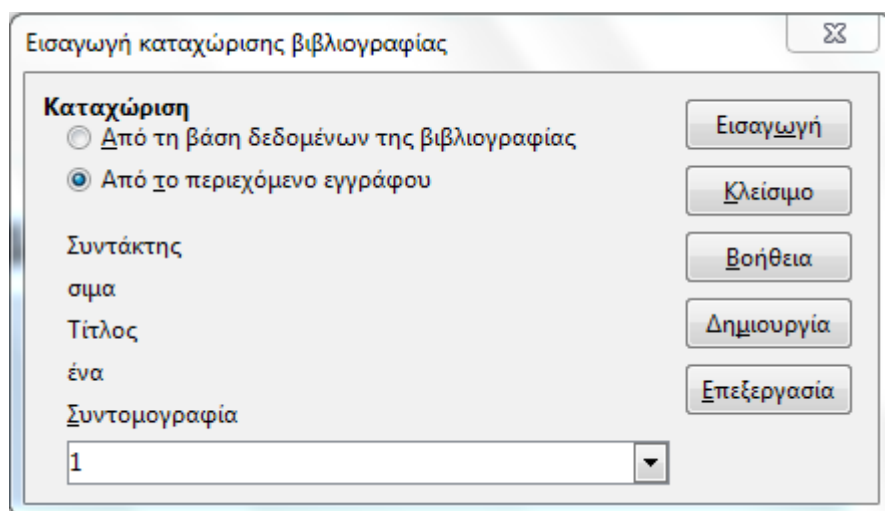 Εισαγωγή καταχώρισης βιβλιογραφίας
Καταχώριση
Από τη βάση δεδομένων της βιβλιογραφίας
Από το περιεχόμενο εγγράφου
Συντάκτης
σιμα
Τίτλος
ένα
Συντομογραφία
1
Εισαγωγή
Κλείσιμο
Βοήθεια
Δημιουργία
Επεξεργασία